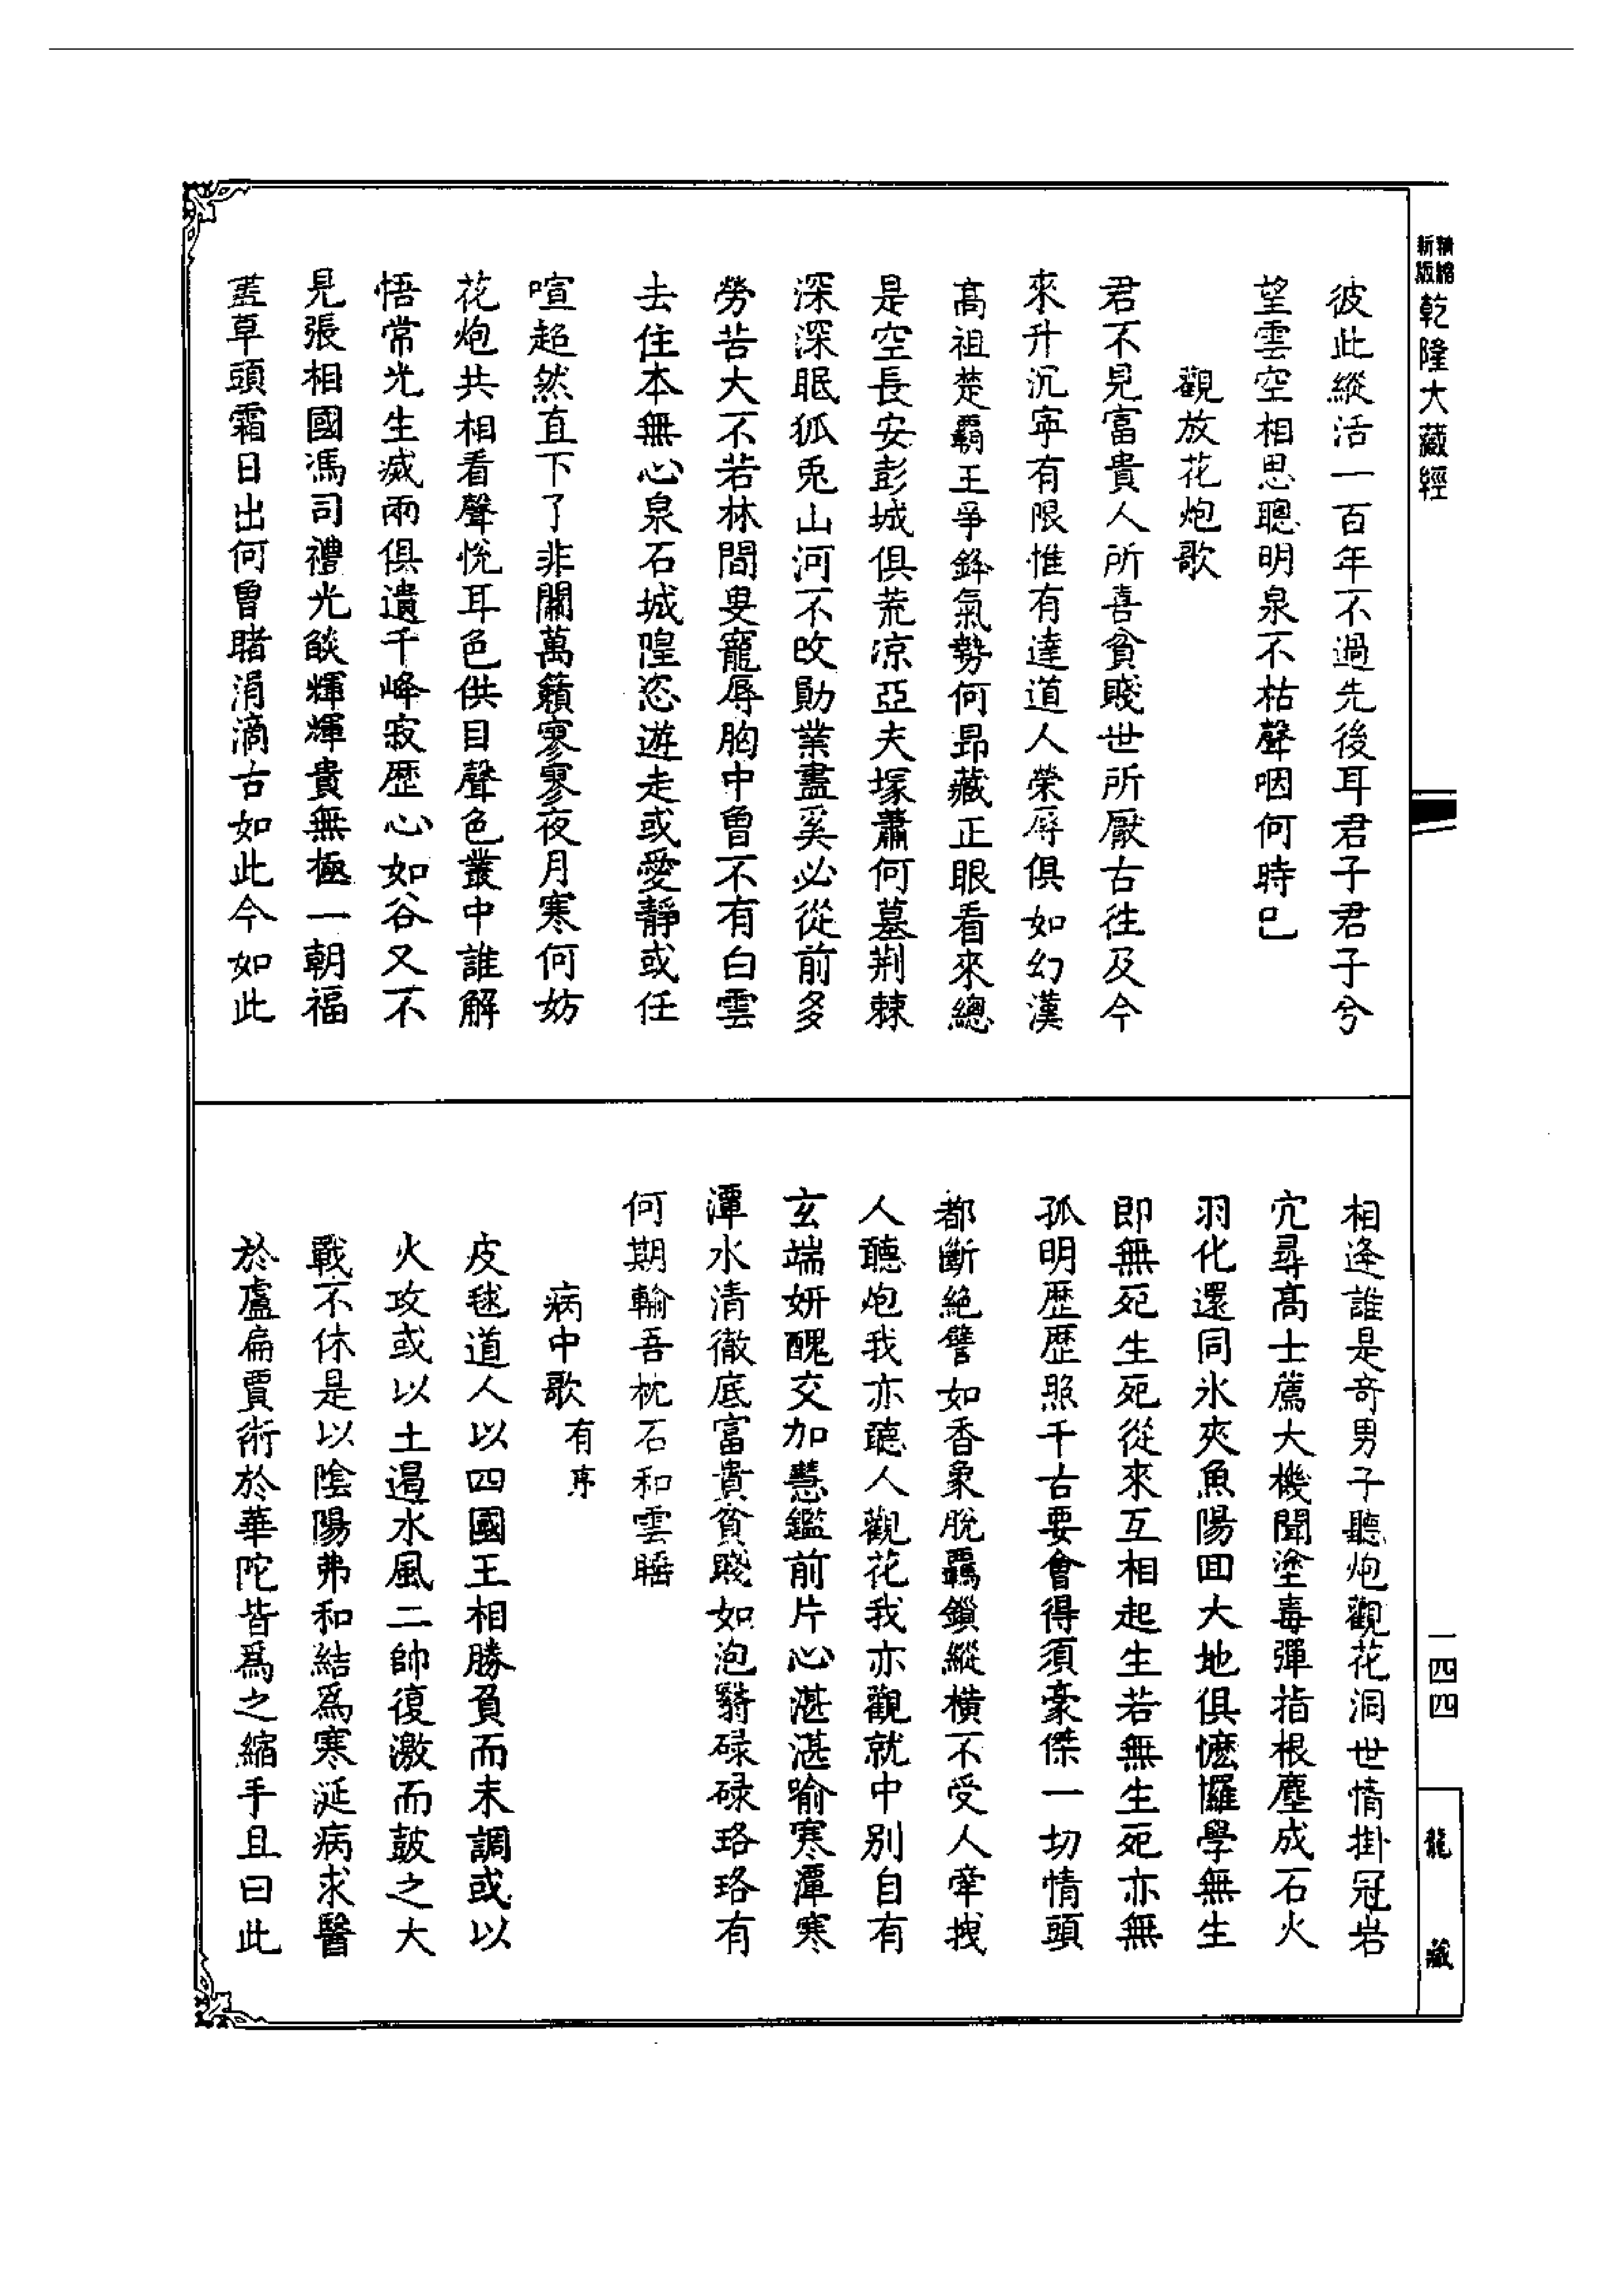 精縮
新版
乾隆大藏經
彼此縱活一百年不過先後耳君子君子兮
望雲空相思聰明泉不枯聲咽何時已
觀放花炮歌
君不見富貴人所喜貧賤世所厭古往及今
來升沉寧有限惟有達道人榮辱俱如幻漢
高祖楚霸王爭鋒氣勢何昂藏正眼看來總
是空長安彭城俱荒凉亞夫塚蕭何墓荆棘
深深眠狐兎山河不改勛業盡奚必從前多
勞苦大不若林間叟寵辱胸中曾不有白雲
去住本無心泉石城隍恣遊走或愛靜或任
喧超然直下了非關萬籟寥寥夜月寒何妨
花炮共相看聲悅耳色供目聲色叢中誰解
悟常光生滅兩俱遺千峰寂歷心如谷又不
見張相國馮司禮光燄輝輝貴無極一朝福
盡草頭霜日出何曾睹涓滴古如此今如此
相逢誰是奇男子聽炮觀花洞世情掛冠岩
穴尋高士薦大機聞塗毒彈指根塵成石火
羽化還同氷夾魚陽回大地俱懡㦬學無生
即無死生死從來互相起生若無生死亦無
孤明歷歷照千古要會得須豪傑一切情頭
都斷絕譬如香象脫羈鎖縱橫不受人牽拽
人聽炮我亦聽人觀花我亦觀就中別自有
玄端妍醜交加慧鑑前片心湛湛喻寒潭寒
潭水清徹底富貴貧賤如泡翳碌碌珞珞有
何期輸吾枕石和雲睡
病中歌有序
皮毬道人以四國王相勝負而未調或以
火攻或以土遏水風二帥復激而鼓之大
戰不休是以陰陽弗和結爲寒涎病求醫
於盧扁賈術於華陀皆爲之縮手且曰此
一四四
龍藏